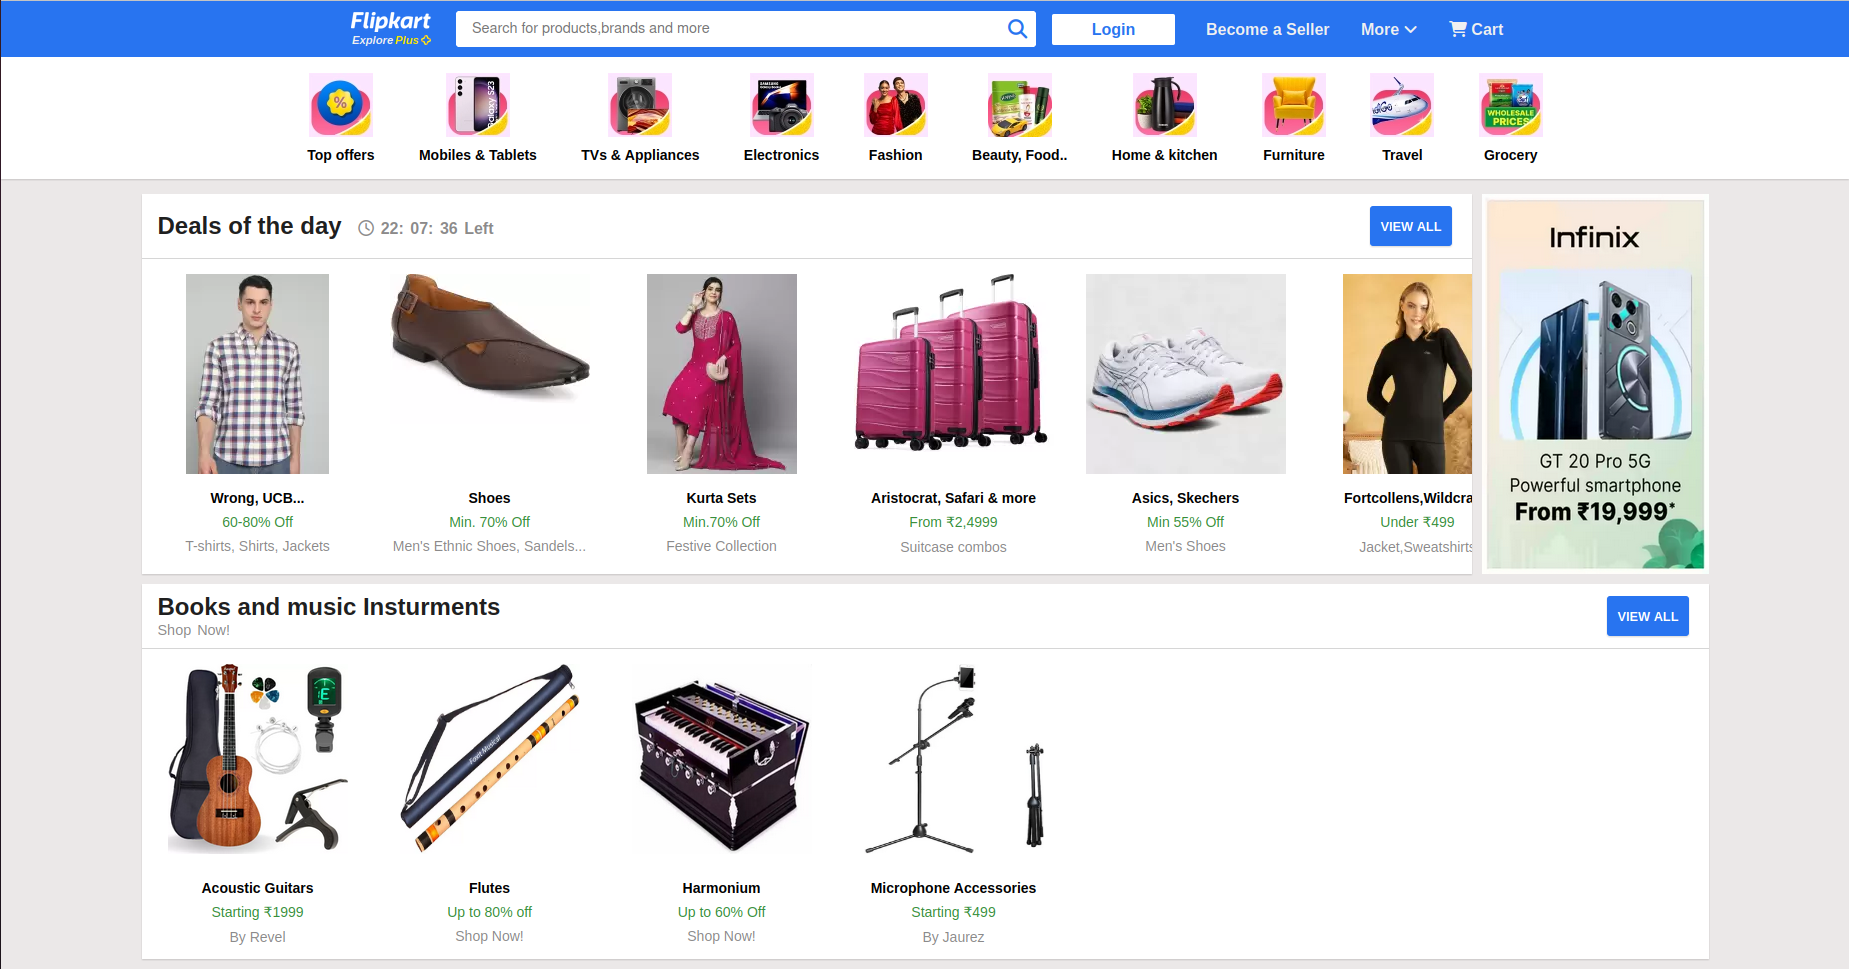 Flipkart
Explore Plus
Search for products,brands and more
Login
Become a Seller
More
Cart
%
Galaxy S23
SAMSUNG
WHOLESALE
PRICES
Top offers
Mobiles & Tablets
TVs & Appliances
Electronics
Fashion
Beauty, Food..
Home & kitchen
Furniture
Travel
Grocery
Deals of the day
22: 07: 36 Left
VIEW ALL
Wrong, UCB...
60-80% Off
T-shirts, Shirts, Jackets
Shoes
Min. 70% Off
Men's Ethnic Shoes, Sandels...
Kurta Sets
Min.70% Off
Festive Collection
Aristocrat, Safari & more
From ₹2,4999
Suitcase combos
Asics, Skechers
Min 55% Off
Men's Shoes
Fortcollens,Wildcra
Under ₹499
Jacket,Sweatshirts
Infinix
GT 20 Pro 5G
Powerful smartphone
From ₹19,999*
Books and music Insturments
Shop Now!
VIEW ALL
E
Acoustic Guitars
Starting ₹1999
By Revel
Flutes
Up to 80% off
Shop Now!
Harmonium
Up to 60% Off
Shop Now!
Microphone Accessories
Starting ₹499
By Jaurez